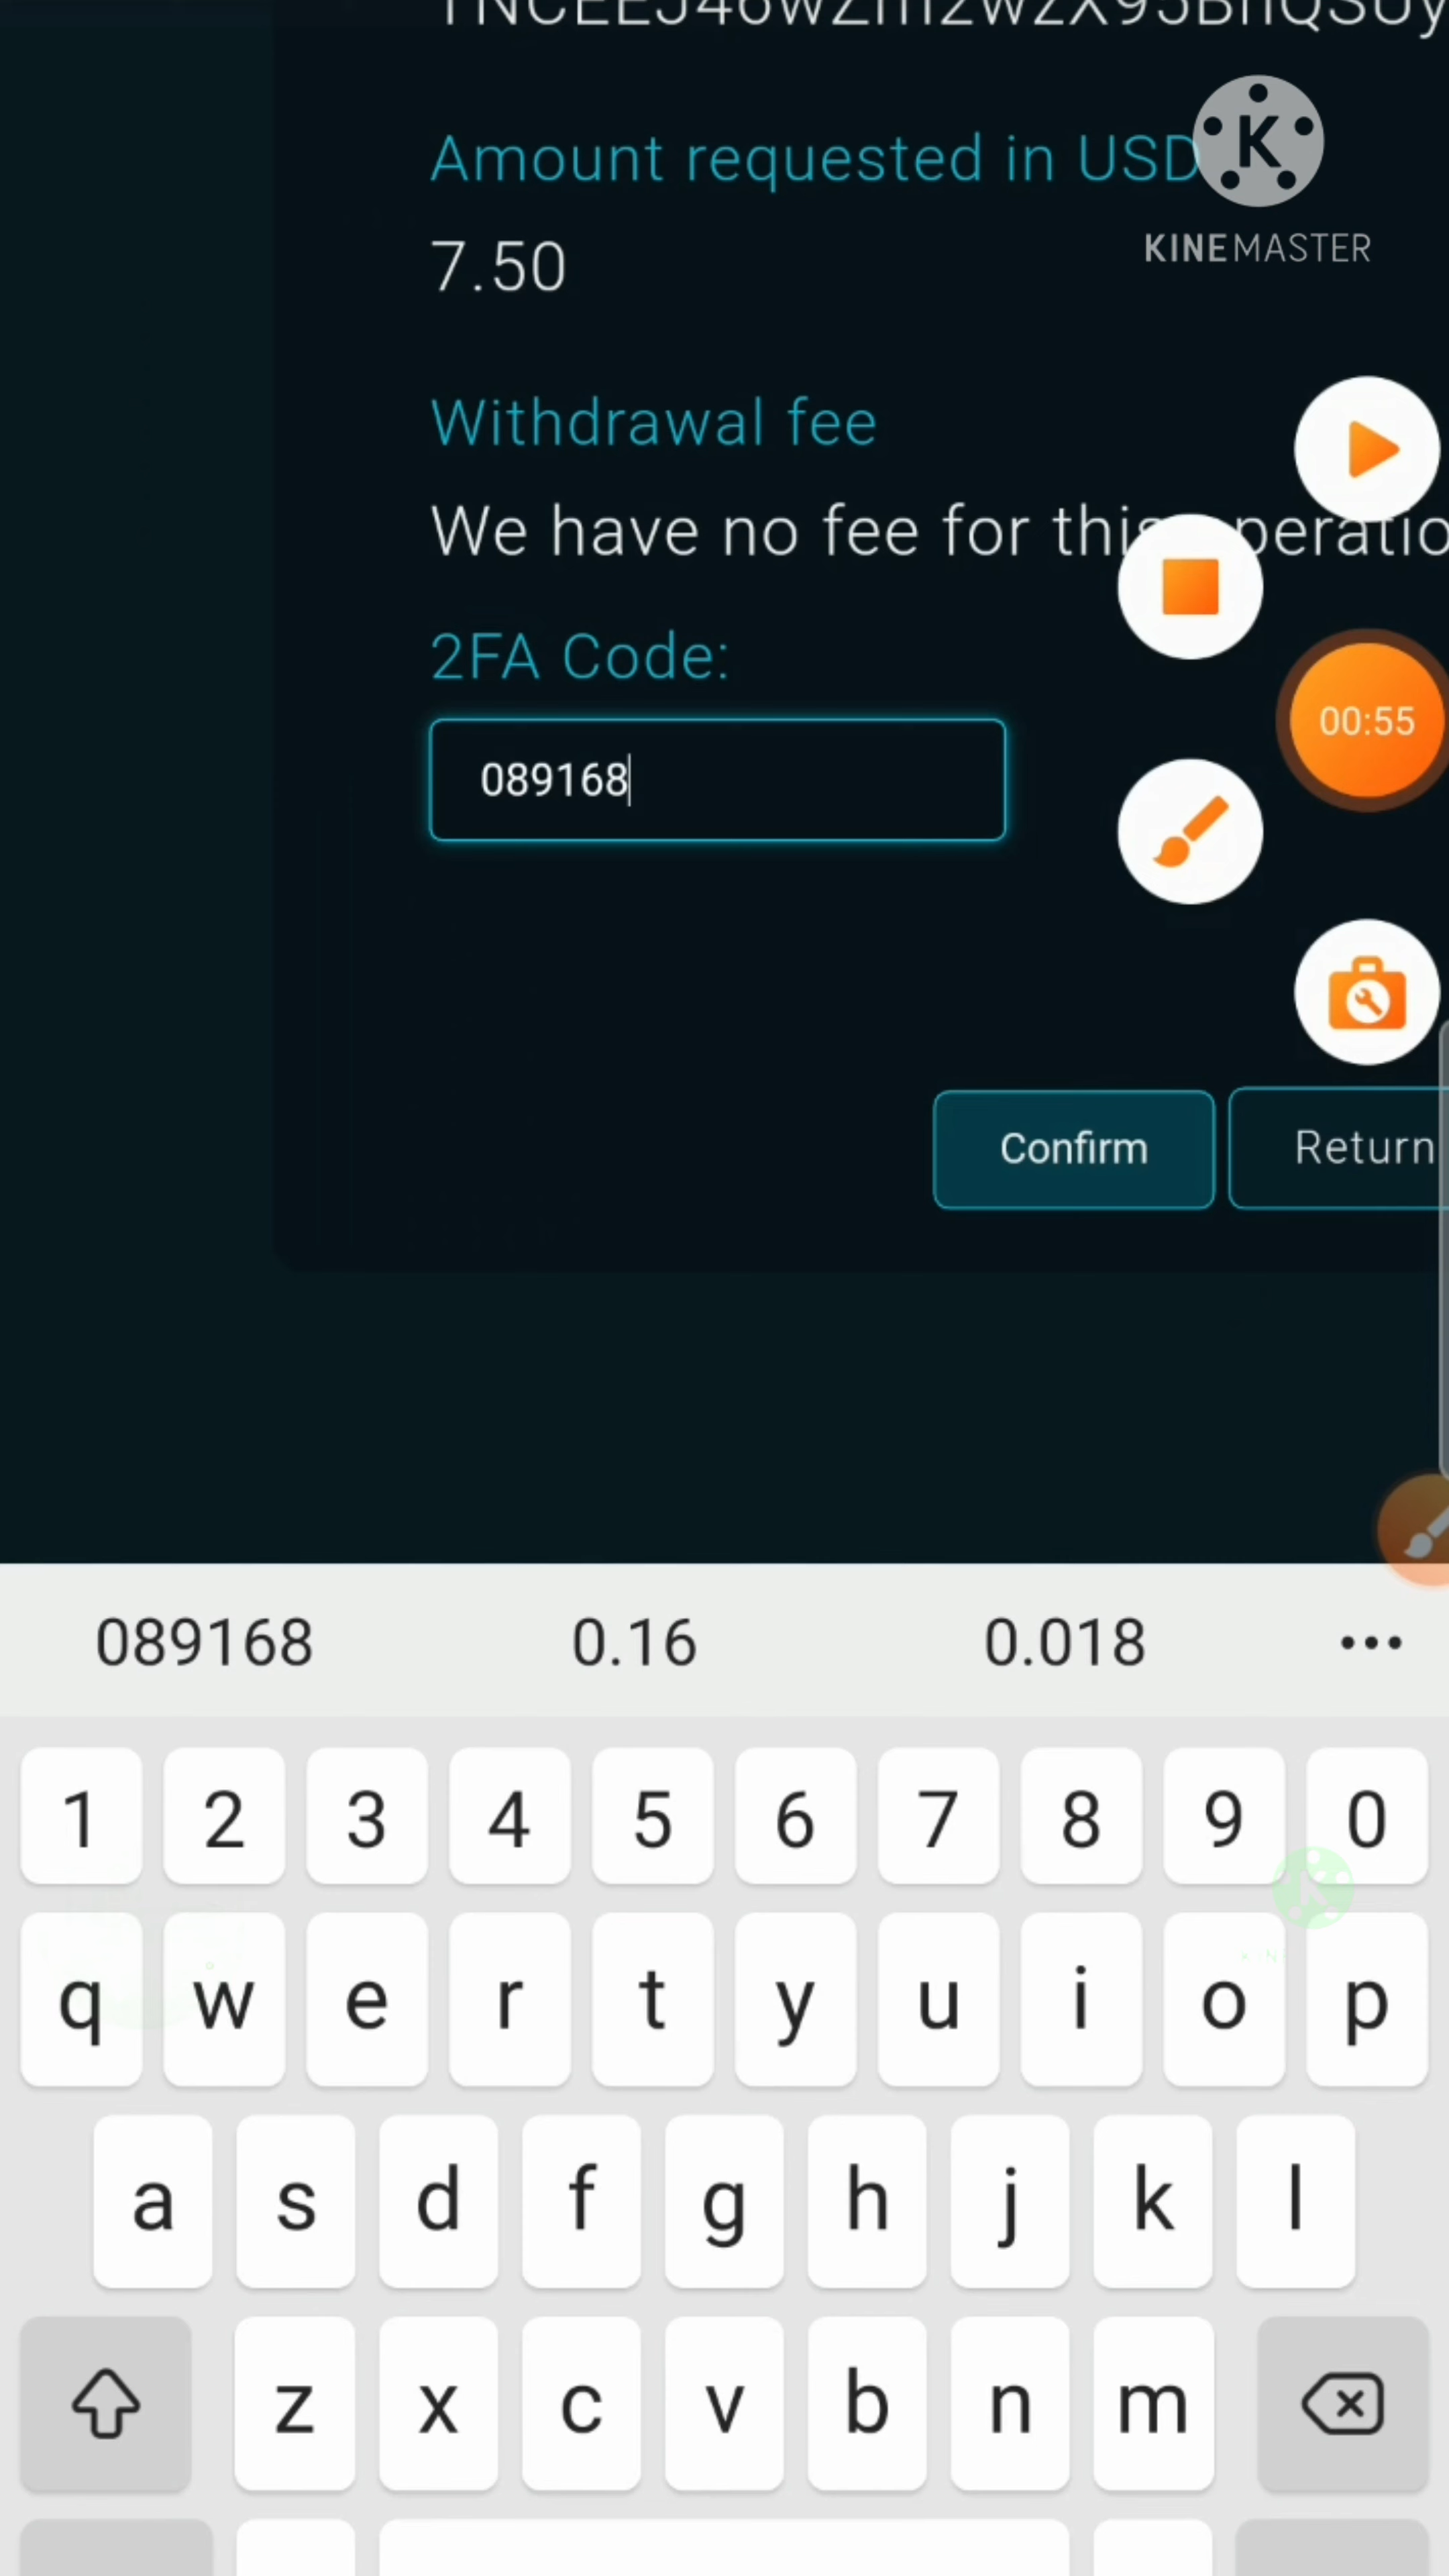 Amount requested in USD
KINEMASTER
7.50
Withdrawal fee
We have no fee for this
2FA Code:
00:55
089168
Confirm
Return
089168 0.16 0.018
1 2 3 4 5 6 7 8 9 0
q w e r t y u i o p
a s d f g h j k l
z x c v b n m